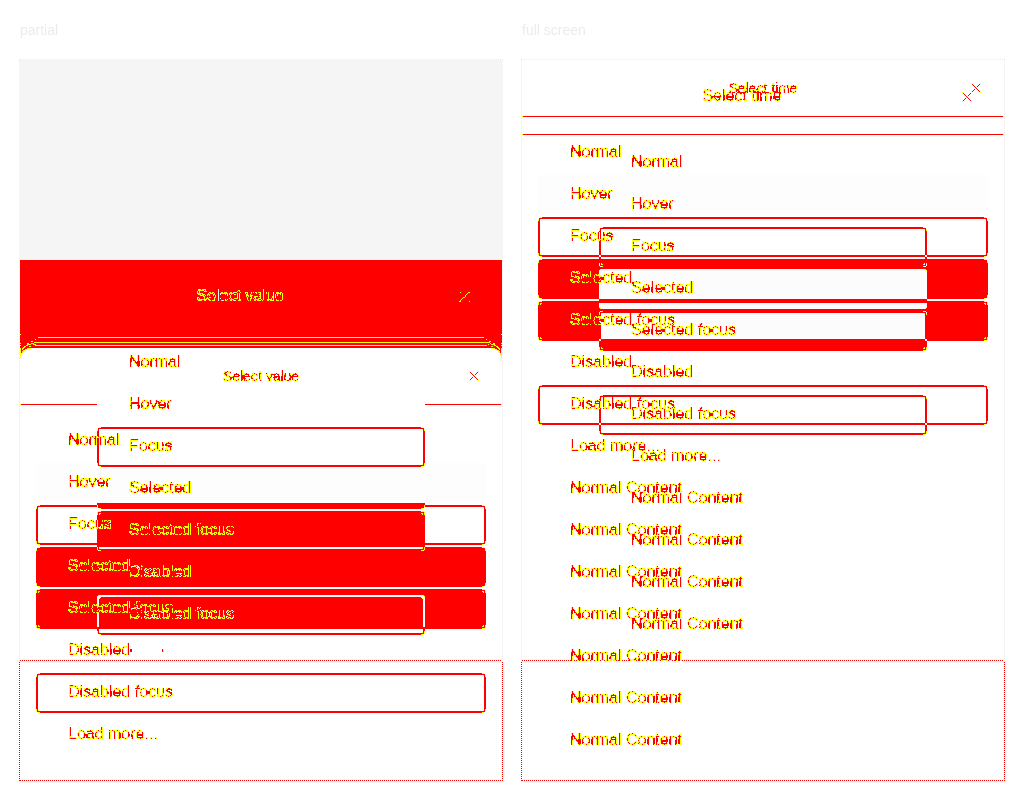 partial
full screen
Select value
Normal
Select value
Hover
Normal
Focus
Hover
Selected
Focus
Selected focus
Selected
Disabled
Selected focus
Disabled focus
Disabled
Disabled focus
Load more...
Select time
Select time
Normal
Normal
Hover
Hover
Focus
Focus
Selected
Selected
Selected focus
Selected focus
Disabled
Disabled
Disabled focus
Disabled focus
Load more...
Load more...
Normal Content
Normal Content
Normal Content
Normal Content
Normal Content
Normal Content
Normal Content
Normal Content
Normal Content
Normal Content
Normal Content